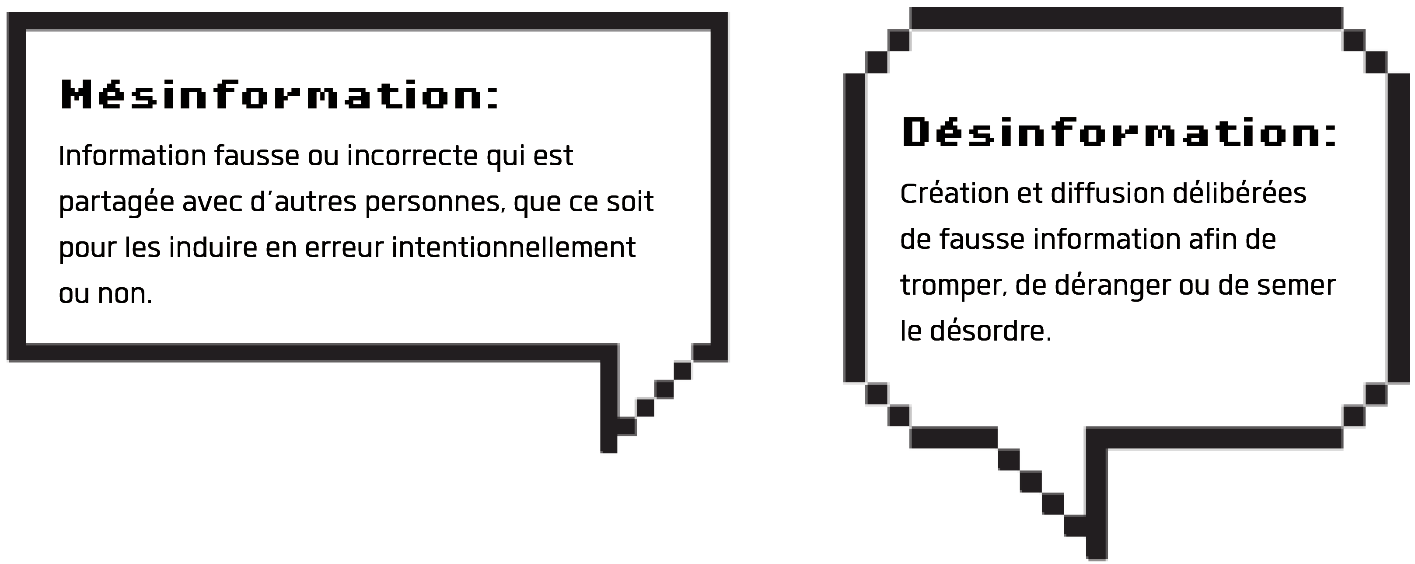 Mésinformation:
Information fausse ou incorrecte qui est
partagée avec d'autres personnes, que ce soit
pour les induire en erreur intentionnellement
ou non.
Désinformation:
Création et diffusion délibérées
de fausse information afin de
tromper, de déranger ou de semer
le désordre.